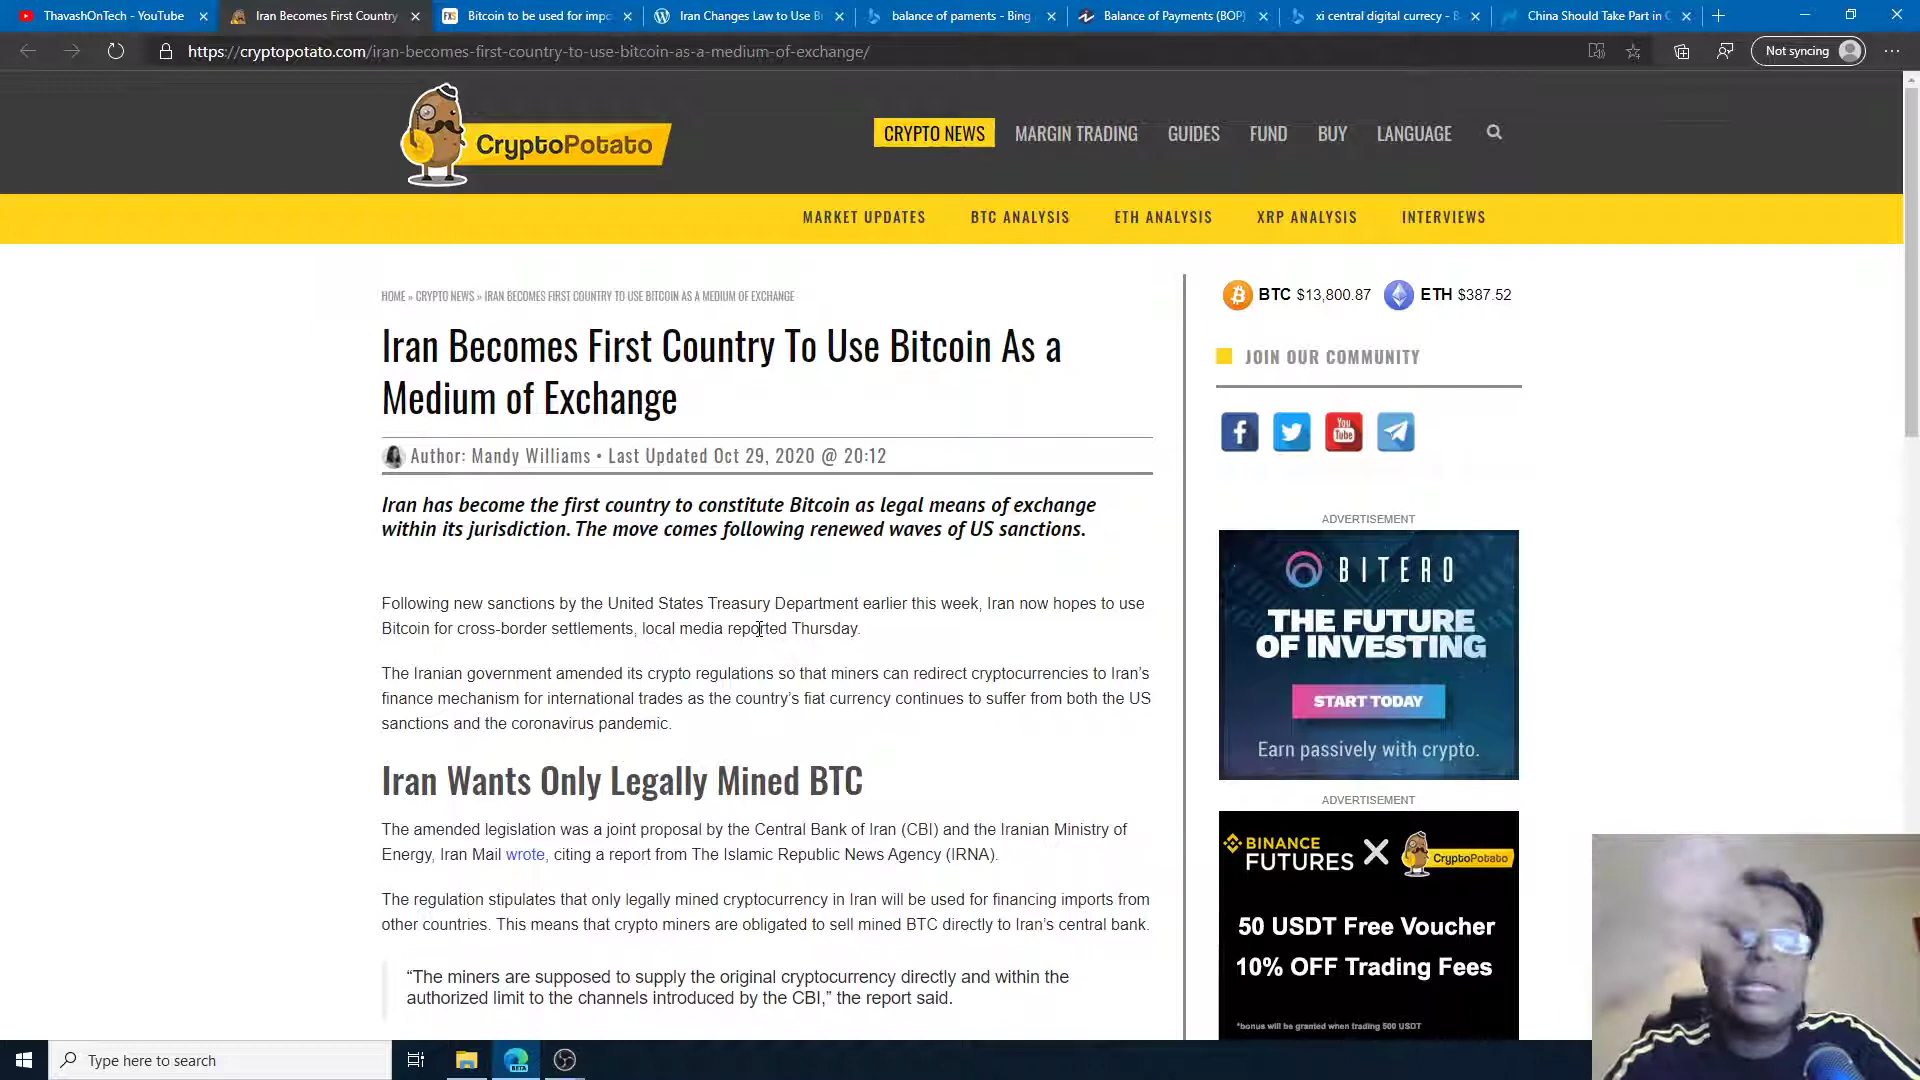 ThavashOnTech - YouTube
Iran Becomes First Country
Bitcoin to be used for impo
Iran Changes Law to Use B
balance of paments - Bing
Balance of Payments (BOP)
xi central digital currecy - B
China Should Take Part in C
https://cryptopotato.com/iran-becomes-first-country-to-use-bitcoin-as-a-medium-of-exchange/
Not syncing
CryptoPotato
CRYPTO NEWS
MARGIN TRADING
GUIDES
FUND
BUY
LANGUAGE
MARKET UPDATES
BTC ANALYSIS
ETH ANALYSIS
XRP ANALYSIS
INTERVIEWS
HOME » CRYPTO NEWS » IRAN BECOMES FIRST COUNTRY TO USE BITCOIN AS A MEDIUM OF EXCHANGE
Iran Becomes First Country To Use Bitcoin As a
Medium of Exchange
Author: Mandy Williams • Last Updated Oct 29, 2020 @ 20:12
Iran has become the first country to constitute Bitcoin as legal means of exchange
within its jurisdiction. The move comes following renewed waves of US sanctions.
Following new sanctions by the United States Treasury Department earlier this week, Iran now hopes to use
Bitcoin for cross-border settlements, local media reported Thursday.
The Iranian government amended its crypto regulations so that miners can redirect cryptocurrencies to Iran’s
finance mechanism for international trades as the country’s fiat currency continues to suffer from both the US
sanctions and the coronavirus pandemic.
Iran Wants Only Legally Mined BTC
The amended legislation was a joint proposal by the Central Bank of Iran (CBI) and the Iranian Ministry of
Energy, Iran Mail wrote, citing a report from The Islamic Republic News Agency (IRNA).
The regulation stipulates that only legally mined cryptocurrency in Iran will be used for financing imports from
other countries. This means that crypto miners are obligated to sell mined BTC directly to Iran’s central bank.
“The miners are supposed to supply the original cryptocurrency directly and within the
authorized limit to the channels introduced by the CBI,” the report said.
BTC $13,800.87
ETH $387.52
JOIN OUR COMMUNITY
You
Tube
ADVERTISEMENT
BITERO
THE FUTURE
OF INVESTING
START TODAY
Earn passively with crypto.
ADVERTISEMENT
BINANCE
FUTURES
X
CryptoPotato
50 USDT Free Voucher
10% OFF Trading Fees
*bonus will be granted when trading 500 USDT
Type here to search
BETA